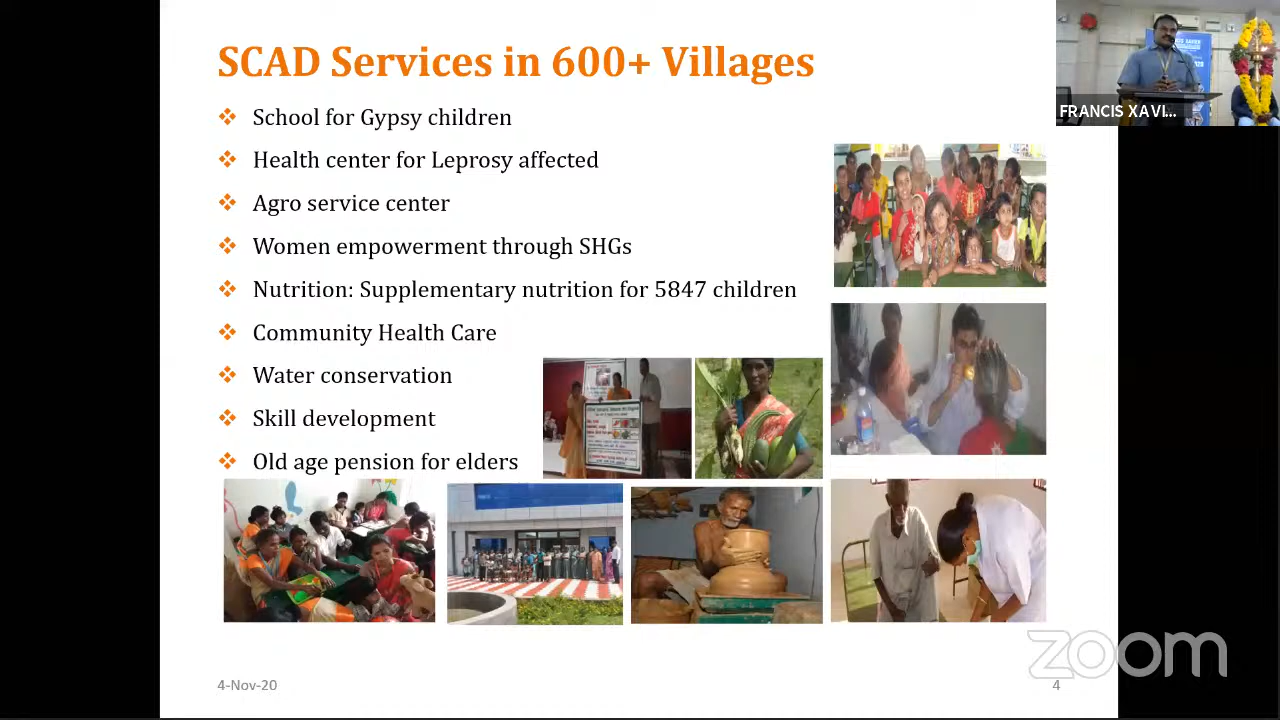 SCAD Services in 600+ Villages
School for Gypsy children
Health center for Leprosy affected
Agro service center
Women empowerment through SHGs
Nutrition: Supplementary nutrition for 5847 children
Community Health Care
Water conservation
Skill development
Old age pension for elders
FRANCIS XAVI...
4-Nov-20
4
zoom